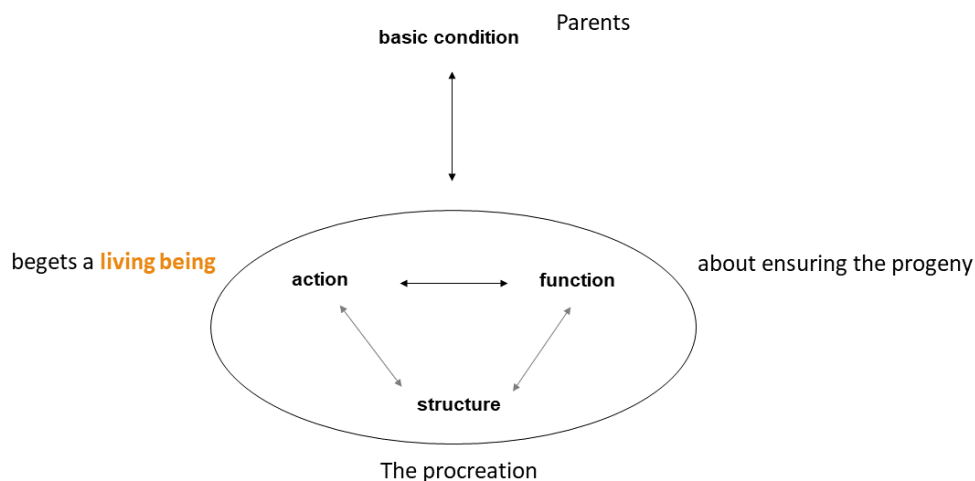 Parents
basic condition
begets a living being
about ensuring the progeny
action
function
structure
The procreation